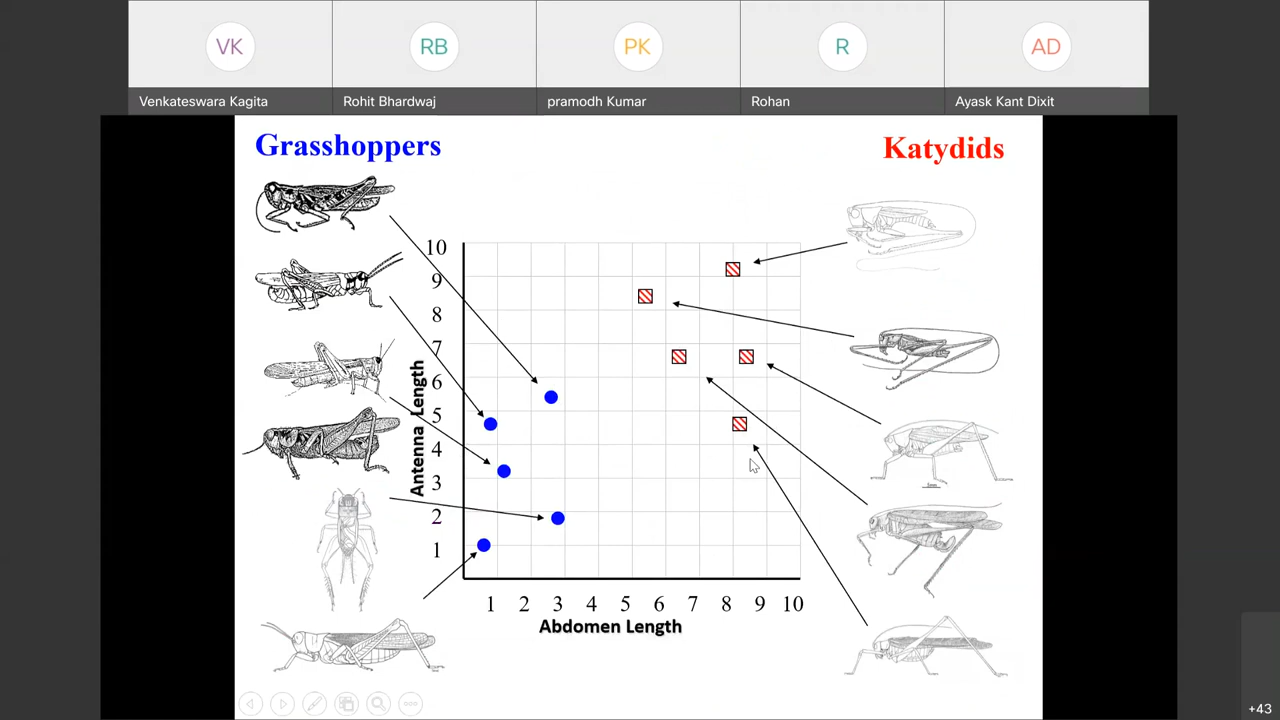 VK
RB
PK
R
AD
Venkateswara Kagita
Rohit Bhardwaj
pramodh Kumar
Rohan
Ayask Kant Dixit
Grasshoppers
Katydids
10
9
8
7
6
5
4
3
2
1
Antenna Length
1 2 3 4 5 6 7 8 9 10
Abdomen Length
+43